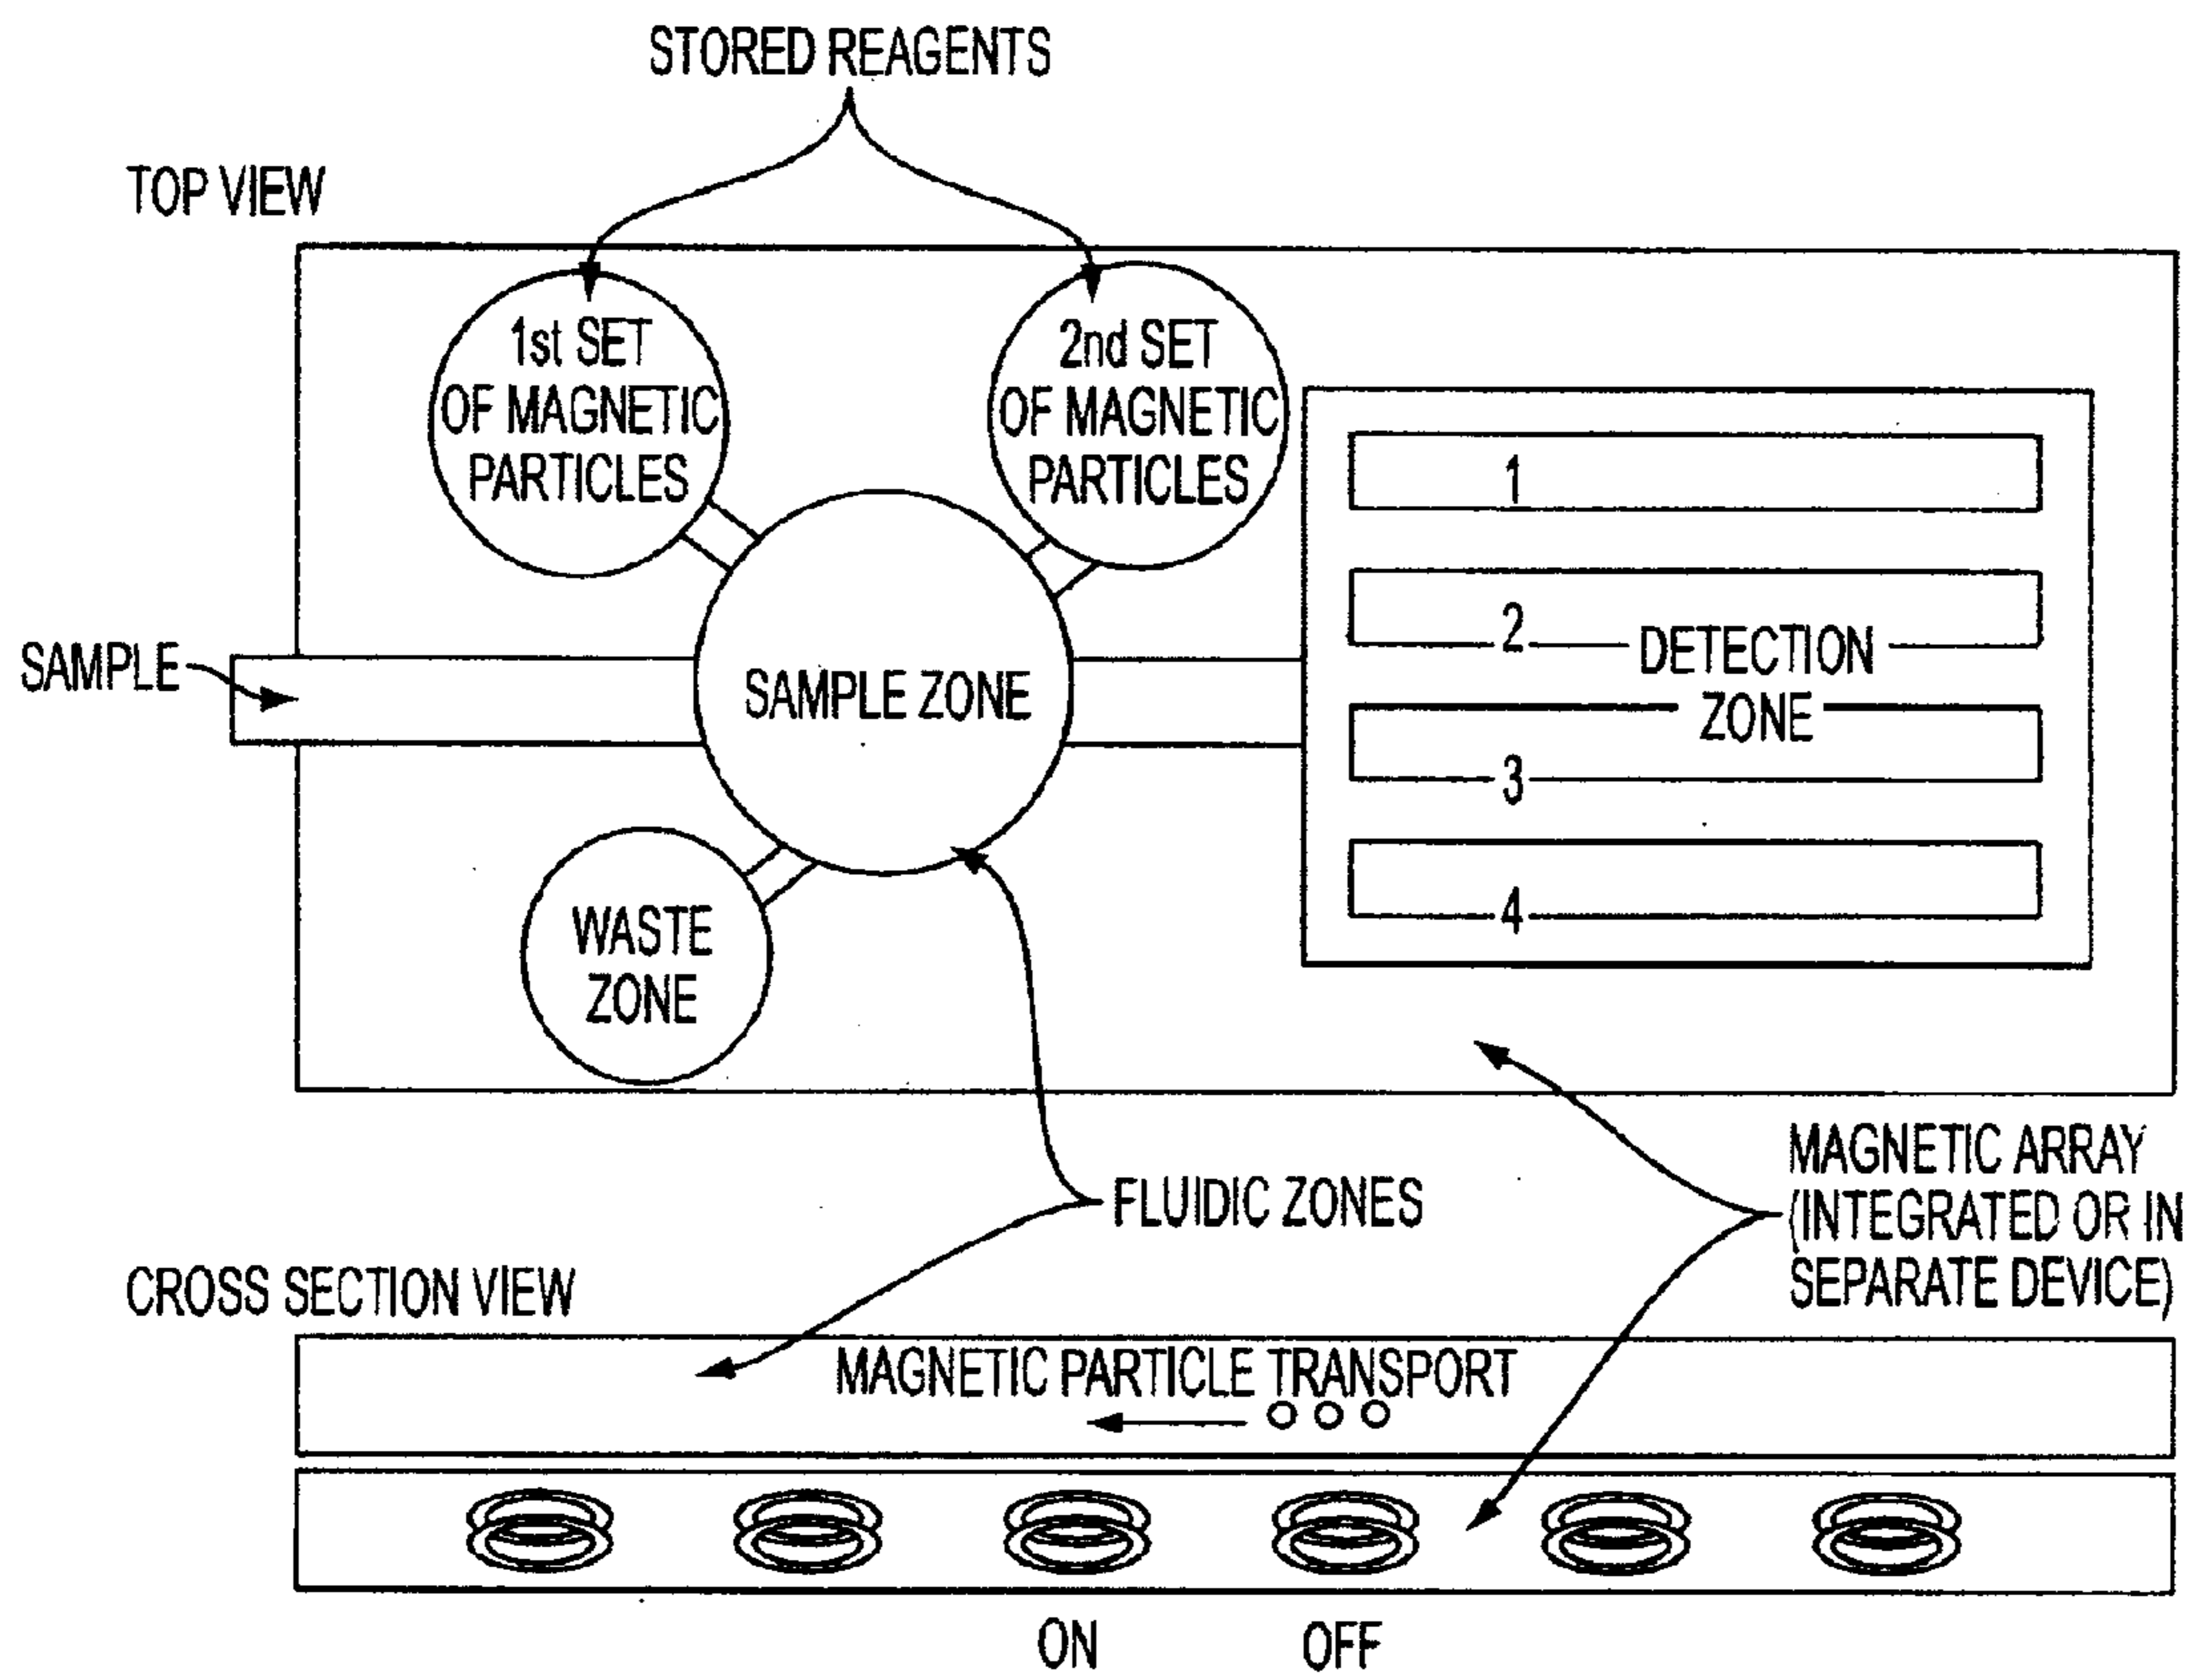 STORED REAGENTS
TOP VIEW
1st SET
OF MAGNETIC
PARTICLES
2nd SET
OF MAGNETIC
PARTICLES
1
2
DETECTION
ZONE
3
4
SAMPLE
SAMPLE ZONE
WASTE
ZONE
FLUIDIC ZONES
MAGNETIC ARRAY
(INTEGRATED OR IN
SEPARATE DEVICE)
CROSS SECTION VIEW
MAGNETIC PARTICLE TRANSPORT
ON
OFF